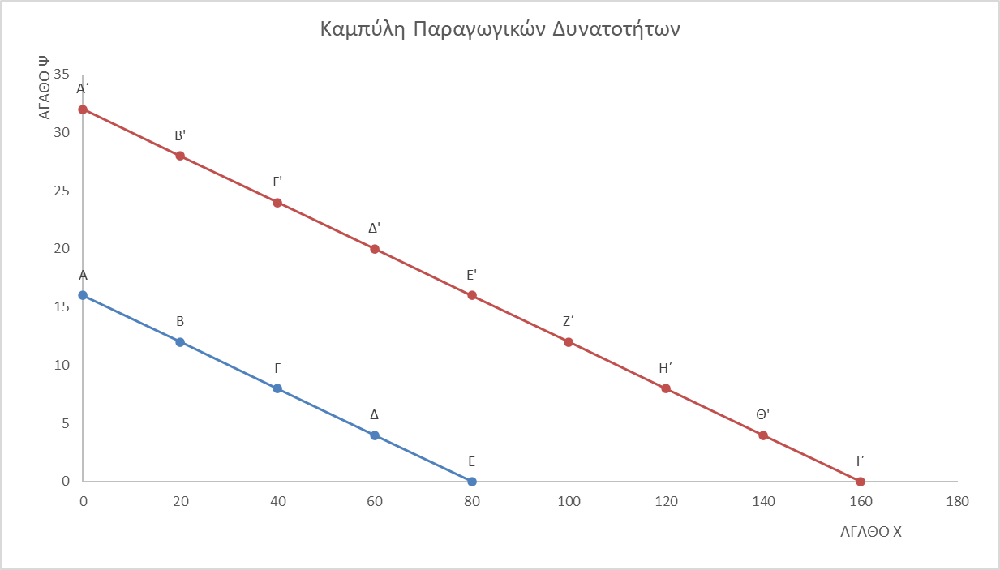 Καμπύλη Παραγωγικών Δυνατοτήτων
ΑΓΑΘΟ Ψ
35
Α΄
30
Β'
Γ'
25
Δ'
20
Α
Ε'
15
Β
Ζ΄
10
Γ
Η΄
5
Δ
Θ'
Ε
Ι΄
0
0 20 40 60 80 100 120 140 160 180
ΑΓΑΘΟ Χ